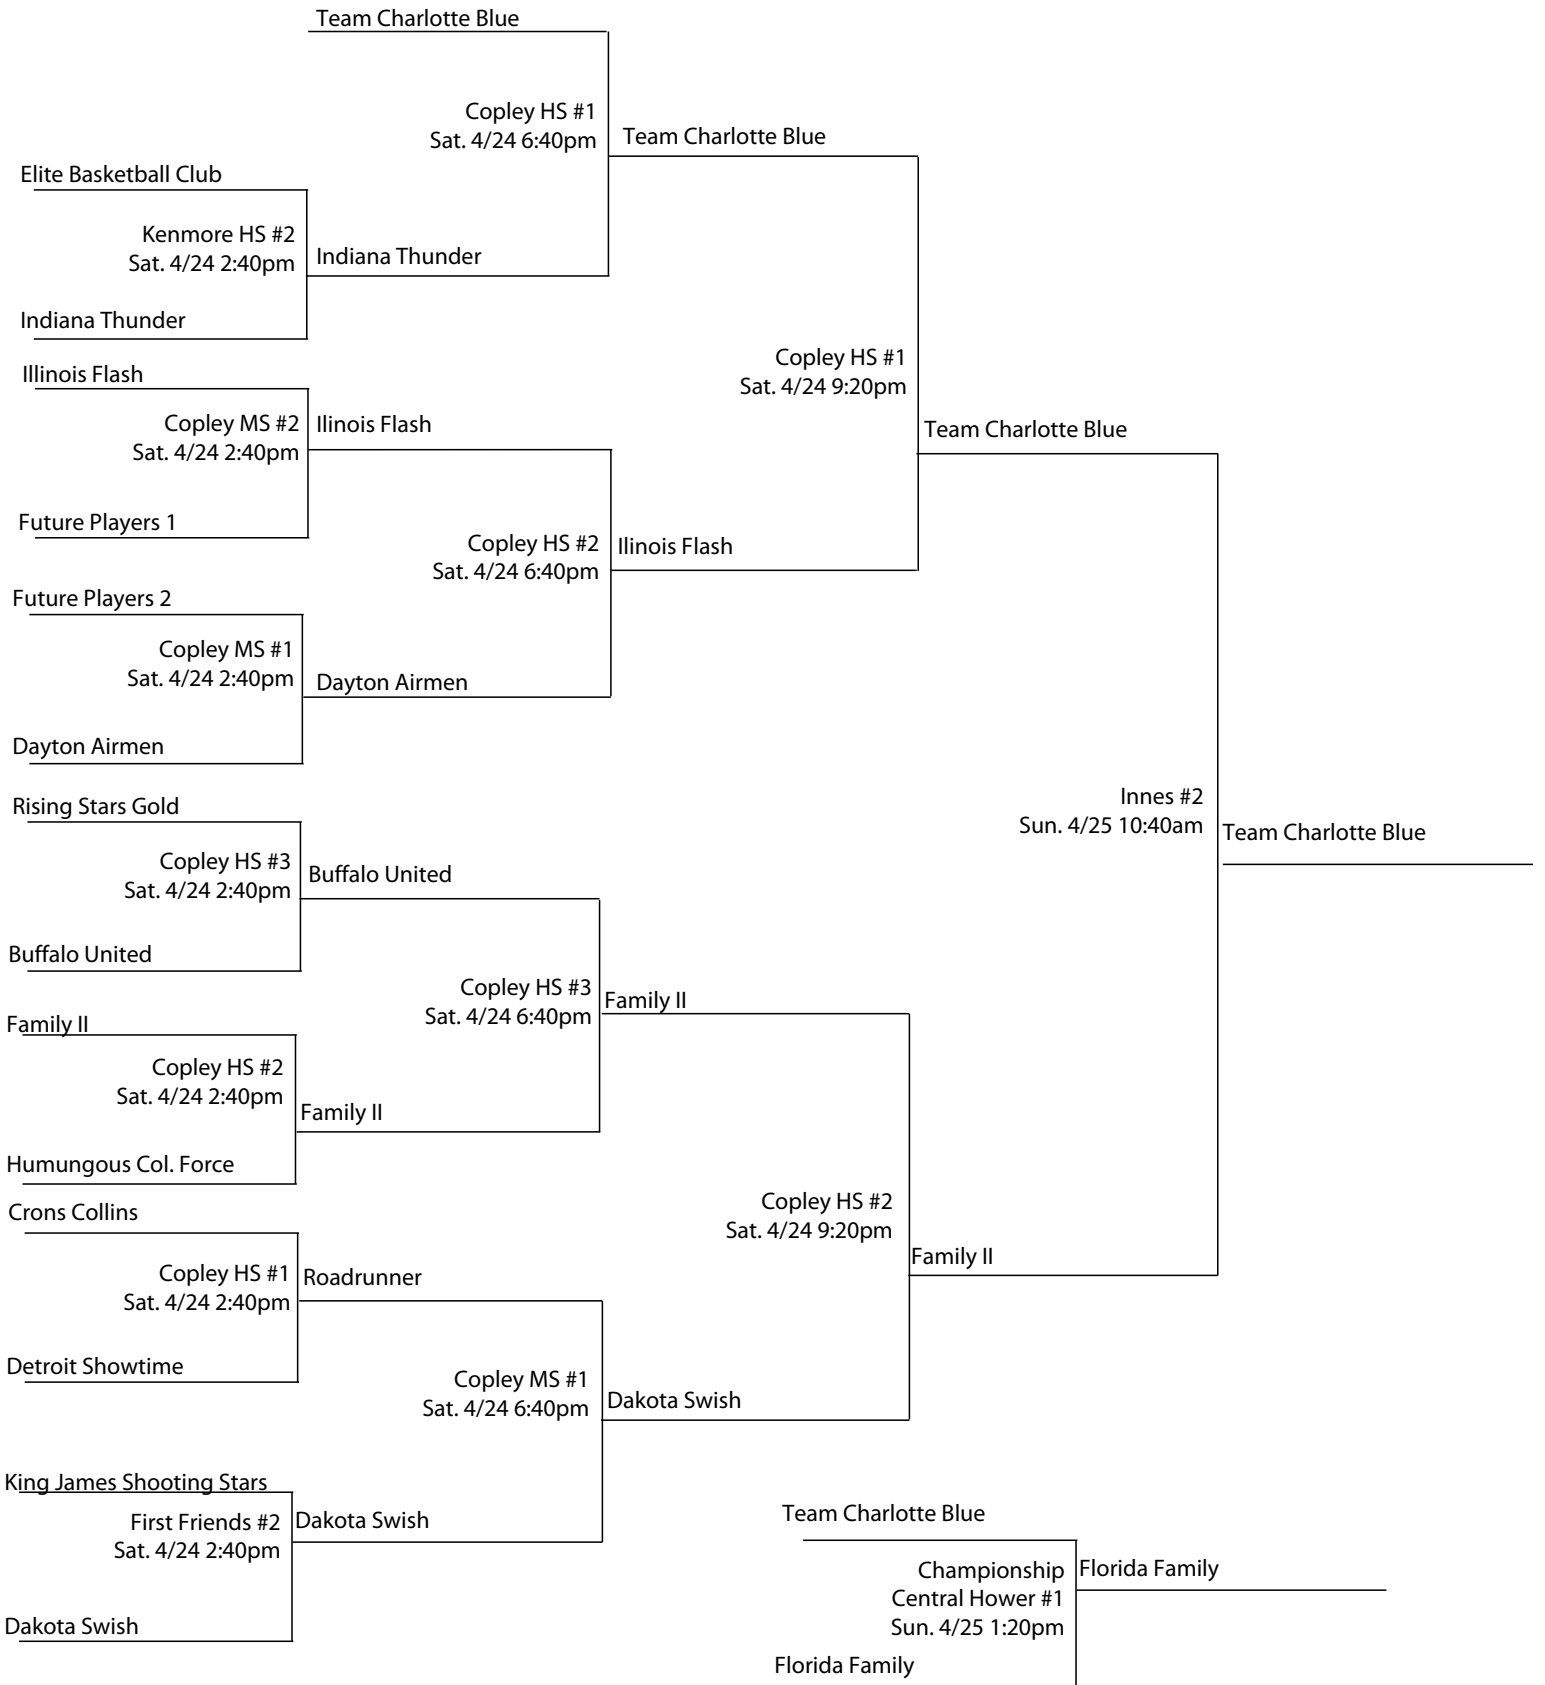 Team Charlotte Blue
Copley HS #1
Sat. 4/24 6:40pm
Team Charlotte Blue
Elite Basketball Club
Kenmore HS #2
Sat. 4/24 2:40pm
Indiana Thunder
Indiana Thunder
Copley HS #1
Sat. 4/24 9:20pm
Illinois Flash
Copley MS #2
Sat. 4/24 2:40pm
Ilinois Flash
Team Charlotte Blue
Future Players 1
Copley HS #2
Sat. 4/24 6:40pm
Ilinois Flash
Future Players 2
Copley MS #1
Sat. 4/24 2:40pm
Dayton Airmen
Dayton Airmen
Innes #2
Sun. 4/25 10:40am
Team Charlotte Blue
Rising Stars Gold
Copley HS #3
Sat. 4/24 2:40pm
Buffalo United
Buffalo United
Copley HS #3
Sat. 4/24 6:40pm
Family II
Family II
Copley HS #2
Sat. 4/24 2:40pm
Family II
Humungous Col. Force
Copley HS #2
Sat. 4/24 9:20pm
Family II
Crons Collins
Copley HS #1
Sat. 4/24 2:40pm
Roadrunner
Detroit Showtime
Copley MS #1
Sat. 4/24 6:40pm
Dakota Swish
King James Shooting Stars
First Friends #2
Sat. 4/24 2:40pm
Dakota Swish
Dakota Swish
Team Charlotte Blue
Championship
Central Hower #1
Sun. 4/25 1:20pm
Florida Family
Florida Family